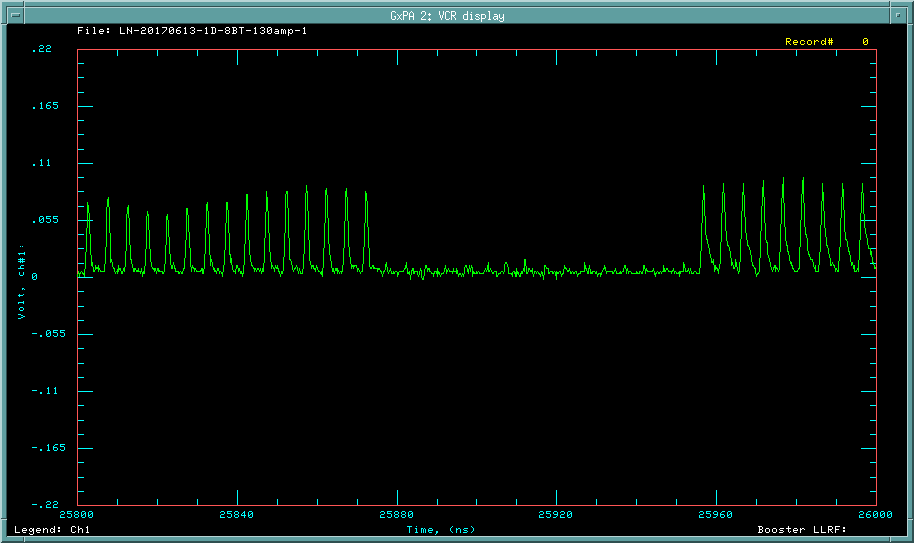 GxPA 2: VCR display
File: LN-20170613-1D-8BT-130amp-1
Record# 0
.22
.165
.11
.055
0
-.055
-.11
-.165
-.22
Volt, ch#1:
25800 25840 25880 25920 25960 26000
Legend: Ch1 Time, (ns) Booster LLRF: